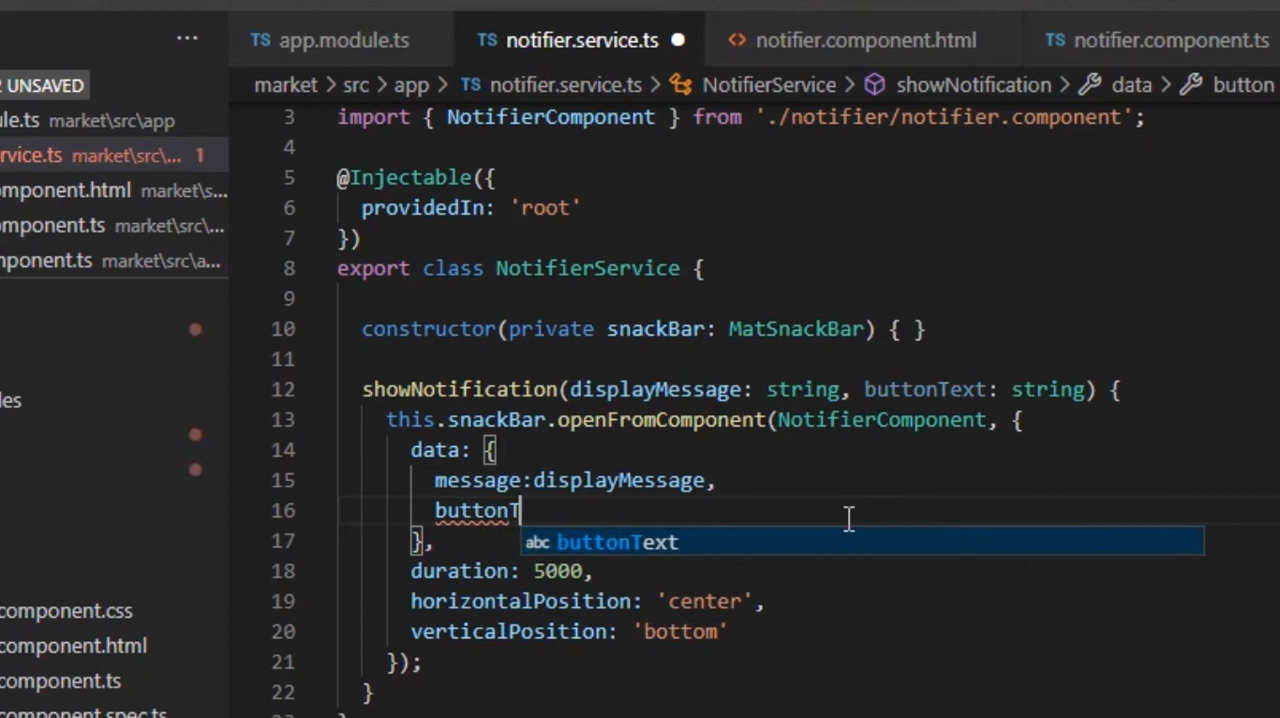 ··· TS app.module.ts TS notifier.service.ts ● <> notifier.component.html TS notifier.component.ts
UNSAVED market > src > app > TS notifier.service.ts > NotifierService > showNotification > data > button
ule.ts market\src\app
rvice.ts market\src\... 1
omponent.html market\s...
omponent.ts market\src\...
mponent.ts market\src\a...
les
component.css
component.html
component.ts
component.spec.ts
3 import { NotifierComponent } from './notifier/notifier.component';
4
5 @Injectable({
6 providedIn: 'root'
7 })
8 export class NotifierService {
9
10 constructor(private snackBar: MatSnackBar) { }
11
12 showNotification(displayMessage: string, buttonText: string) {
13 this.snackBar.openFromComponent(NotifierComponent, {
14 data: {
15 message:displayMessage,
16 buttonT
abc buttonText
17 },
18 duration: 5000,
19 horizontalPosition: 'center',
20 verticalPosition: 'bottom'
21 });
22 }